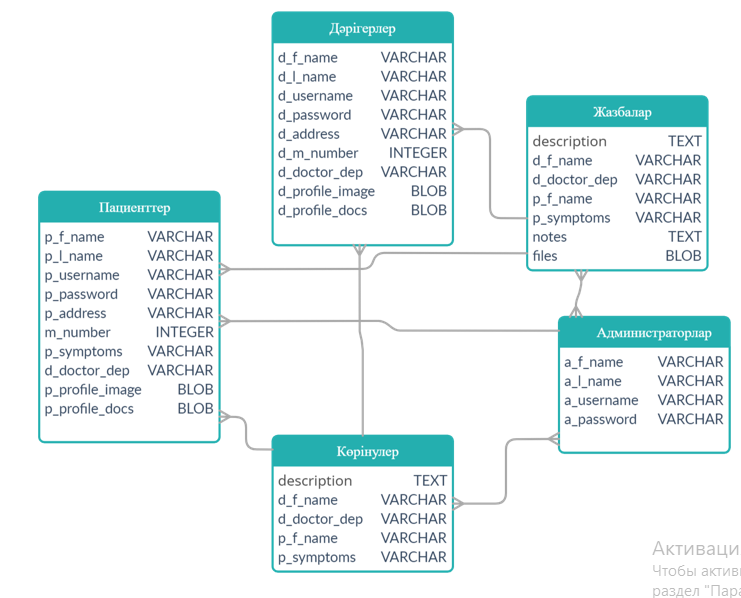 Дәрігерлер
d_f_name VARCHAR
d_l_name VARCHAR
d_username VARCHAR
d_password VARCHAR
d_address VARCHAR
d_m_number INTEGER
d_doctor_dep VARCHAR
d_profile_image BLOB
d_profile_docs BLOB
Жазбалар
description TEXT
d_f_name VARCHAR
d_doctor_dep VARCHAR
p_f_name VARCHAR
p_symptoms VARCHAR
notes TEXT
files BLOB
Пациенттер
p_f_name VARCHAR
p_l_name VARCHAR
p_username VARCHAR
p_password VARCHAR
p_address VARCHAR
m_number INTEGER
p_symptoms VARCHAR
d_doctor_dep VARCHAR
p_profile_image BLOB
p_profile_docs BLOB
Администраторлар
a_f_name VARCHAR
a_l_name VARCHAR
a_username VARCHAR
a_password VARCHAR
Көрінулер
description TEXT
d_f_name VARCHAR
d_doctor_dep VARCHAR
p_f_name VARCHAR
p_symptoms VARCHAR
Активаци
Чтобы актив
раздел "Пара